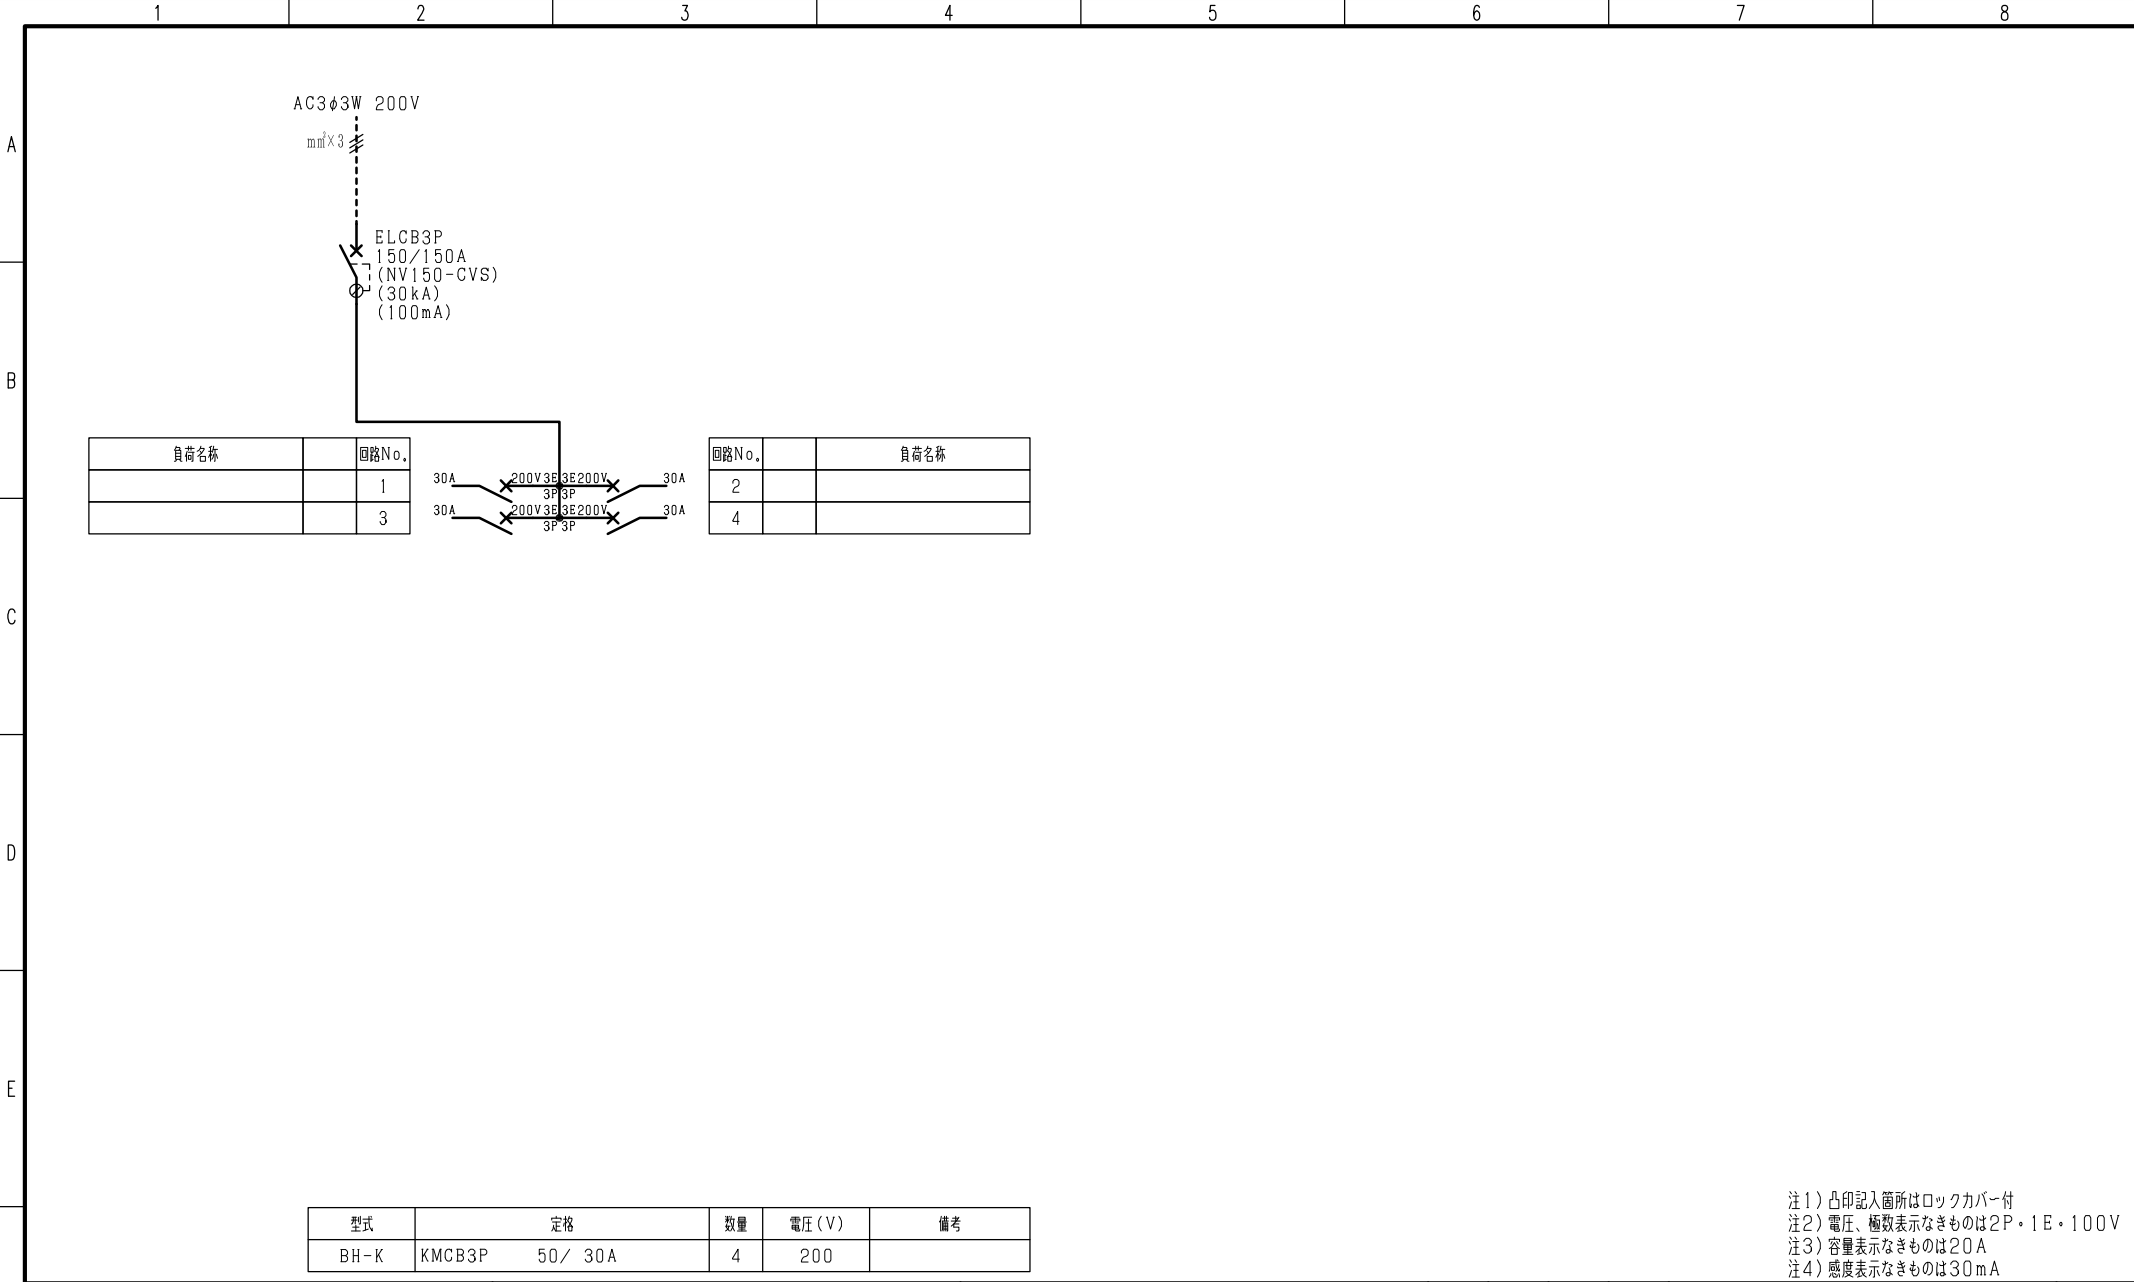 1 2 3 4 5 6 7 8
A
B
C
D
E
AC3φ3W 200V
mm²×3
ELCB3P
150/150A
(NV150-CVS)
(30kA)
(100mA)
負荷名称 回路No.
1
3
30A 200V 3E 3E 200V 30A
3P 3P
30A 200V 3E 3E 200V 30A
3P 3P
回路No. 負荷名称
2
4
型式 定格 数量 電圧(V) 備考
BH-K KMCB3P 50/ 30A 4 200
注1)凸印記入箇所はロックカバー付
注2)電圧、極数表示なきものは2P・1E・100V
注3)容量表示なきものは20A
注4)感度表示なきものは30mA